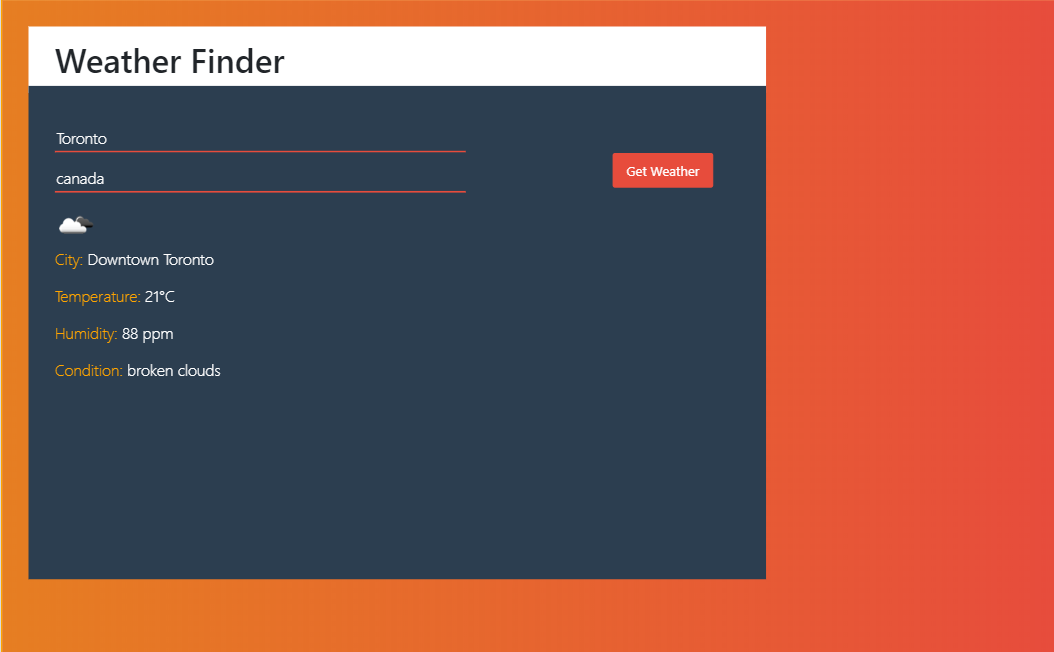 Weather Finder
Toronto
canada
Get Weather
City: Downtown Toronto
Temperature: 21°C
Humidity: 88 ppm
Condition: broken clouds